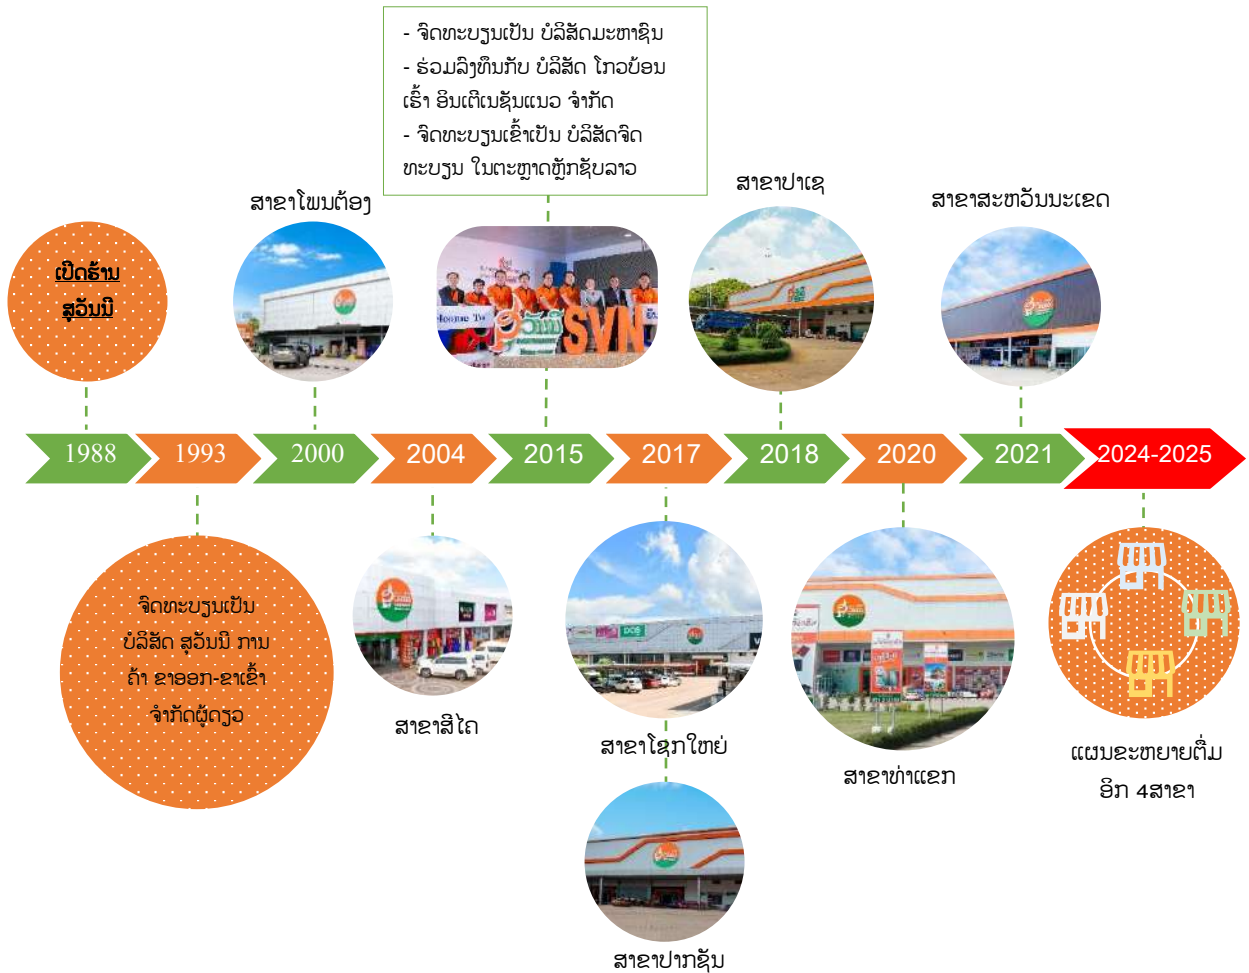 - ຈົດທະບຽນເປັນ ບໍລິສັດມະຫາຊົນ
- ຮ່ວມລົງທຶນກັບ ບໍລິສັດ ໂກວບ້ອນ
ເຮົ້າ ອິນເຕີເນຊັນແນວ ຈຳກັດ
- ຈົດທະບຽນເຂົ້າເປັນ ບໍລິສັດຈົດ
ທະບຽນ ໃນຕະຫຼາດຫຼັກຊັບລາວ
ເປີດຮ້ານ
ສຸວັນນີ
ສາຂາໂພນຕ້ອງ
ສຸວັນນີ SVN
ສາຂາປາເຊ
ສາຂາສະຫວັນນະເຂດ
1988
1993
2000
2004
2015
2017
2018
2020
2021
2024-2025
ຈົດທະບຽນເປັນ
ບໍລິສັດ ສຸວັນນີ ການ
ຄ້າ ຂາອອກ-ຂາເຂົ້າ
ຈຳກັດຜູ້ດຽວ
ສາຂາສີໄຄ
ສາຂາໂຊກໃຫຍ່
ສາຂາປາກຊັນ
ສາຂາທ່າແຂກ
ແຜນຂະຫຍາຍຕື່ມ
ອີກ 4ສາຂາ